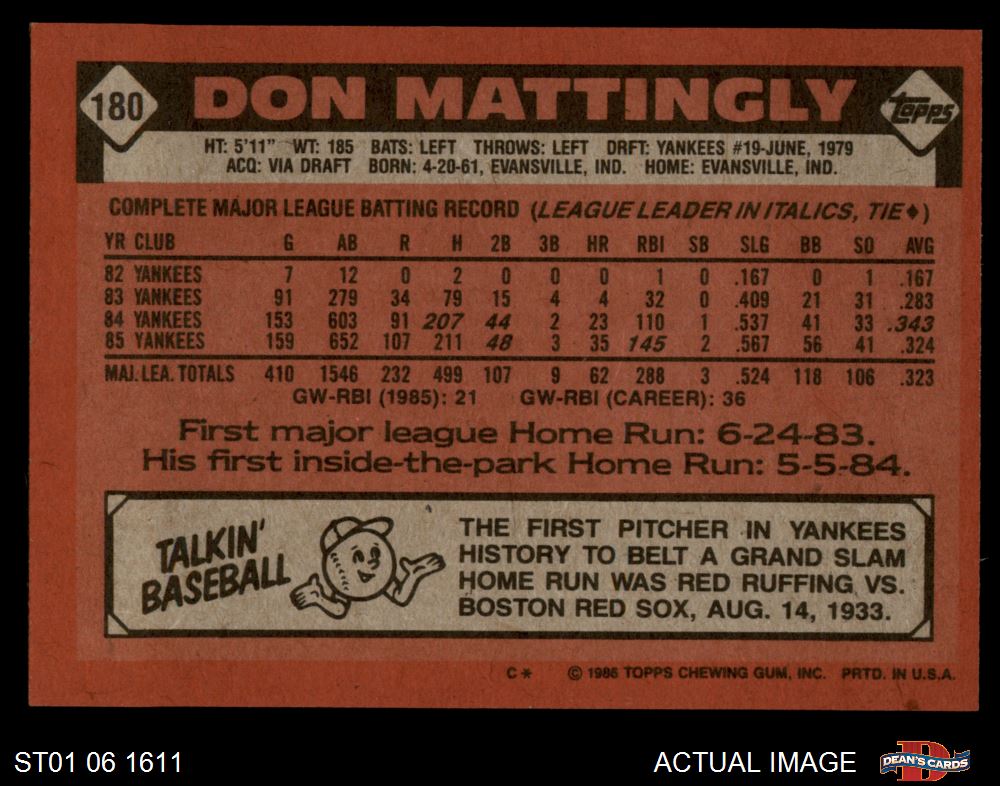 180 DON MATTINGLY Topps
HT: 5'11" WT: 185 BATS: LEFT THROWS: LEFT DRFT: YANKEES #19-JUNE, 1979
ACQ: VIA DRAFT BORN: 4-20-61, EVANSVILLE, IND. HOME: EVANSVILLE, IND.
COMPLETE MAJOR LEAGUE BATTING RECORD (LEAGUE LEADER IN ITALICS, TIE♦)
YR CLUB G AB R H 2B 3B HR RBI SB SLG BB SO AVG
82 YANKEES 7 12 0 2 0 0 0 1 0 .167 0 1 .167
83 YANKEES 91 279 34 79 15 4 4 32 0 .409 21 31 .283
84 YANKEES 153 603 91 207 44 2 23 110 1 .537 41 33 .343
85 YANKEES 159 652 107 211 48 3 35 145 2 .567 56 41 .324
MAJ. LEA. TOTALS 410 1546 232 499 107 9 62 288 3 .524 118 106 .323
GW-RBI (1985): 21 GW-RBI (CAREER): 36
First major league Home Run: 6-24-83.
His first inside-the-park Home Run: 5-5-84.
TALKIN'
BASEBALL
THE FIRST PITCHER IN YANKEES
HISTORY TO BELT A GRAND SLAM
HOME RUN WAS RED RUFFING VS.
BOSTON RED SOX, AUG. 14, 1933.
C* © 1986 TOPPS CHEWING GUM, INC. PRTD. IN U.S.A.
ST01 06 1611
ACTUAL IMAGE
DEAN'S CARDS